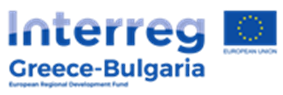 Interreg
EUROPEAN UNION
Greece-Bulgaria
European Regional Development Fund